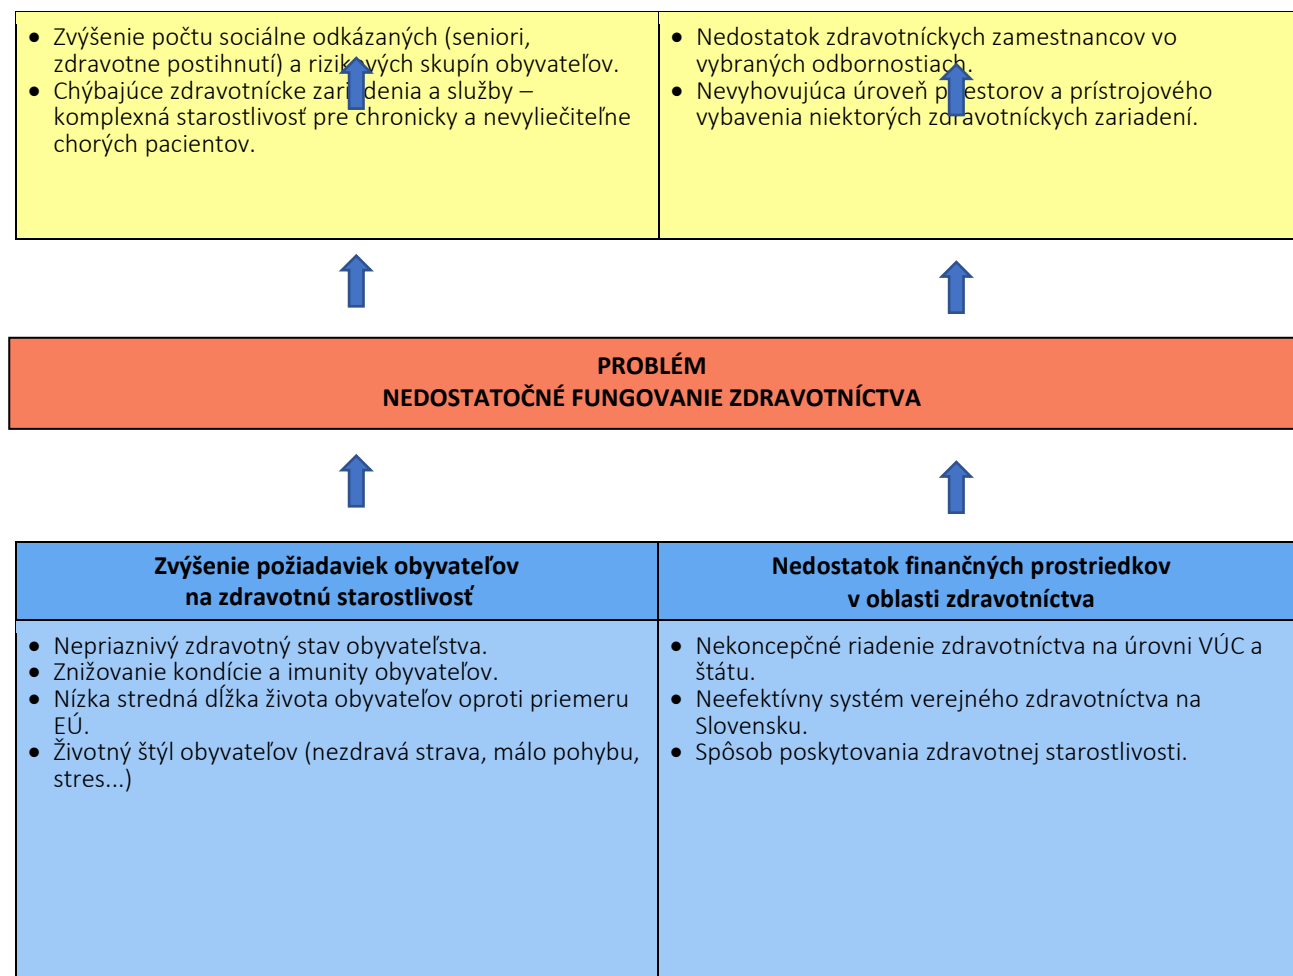 • Zvýšenie počtu sociálne odkázaných (seniori,
zdravotne postihnutí) a rizikových skupín obyvateľov.
• Chýbajúce zdravotnícke zariadenia a služby –
komplexná starostlivosť pre chronicky a nevyliečiteľne
chorých pacientov.
• Nedostatok zdravotníckych zamestnancov vo
vybraných odbornostiach.
• Nevyhovujúca úroveň priestorov a prístrojového
vybavenia niektorých zdravotníckych zariadení.
PROBLÉM
NEDOSTATOČNÉ FUNGOVANIE ZDRAVOTNÍCTVA
Zvýšenie požiadaviek obyvateľov
na zdravotnú starostlivosť
Nedostatok finančných prostriedkov
v oblasti zdravotníctva
• Nepriaznivý zdravotný stav obyvateľstva.
• Znižovanie kondície a imunity obyvateľov.
• Nízka stredná dĺžka života obyvateľov oproti priemeru
EÚ.
• Životný štýl obyvateľov (nezdravá strava, málo pohybu,
stres...)
• Nekoncepčné riadenie zdravotníctva na úrovni VÚC a
štátu.
• Neefektívny systém verejného zdravotníctva na
Slovensku.
• Spôsob poskytovania zdravotnej starostlivosti.